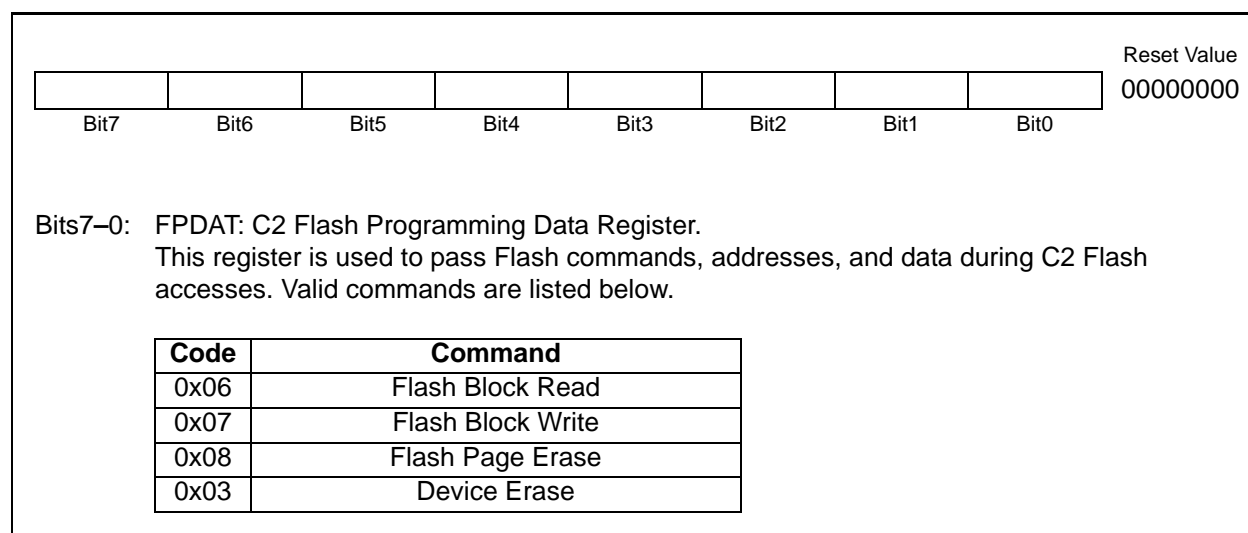 Reset Value
00000000
Bit7 Bit6 Bit5 Bit4 Bit3 Bit2 Bit1 Bit0
Bits7–0: FPDAT: C2 Flash Programming Data Register.
This register is used to pass Flash commands, addresses, and data during C2 Flash
accesses. Valid commands are listed below.
Code Command
0x06 Flash Block Read
0x07 Flash Block Write
0x08 Flash Page Erase
0x03 Device Erase